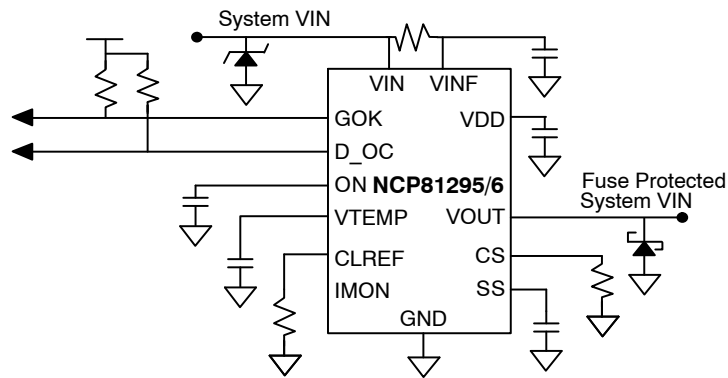 System VIN
VIN
VINF
GOK
VDD
D_OC
ON NCP81295/6
Fuse Protected
System VIN
VTEMP
VOUT
CLREF
CS
IMON
SS
GND